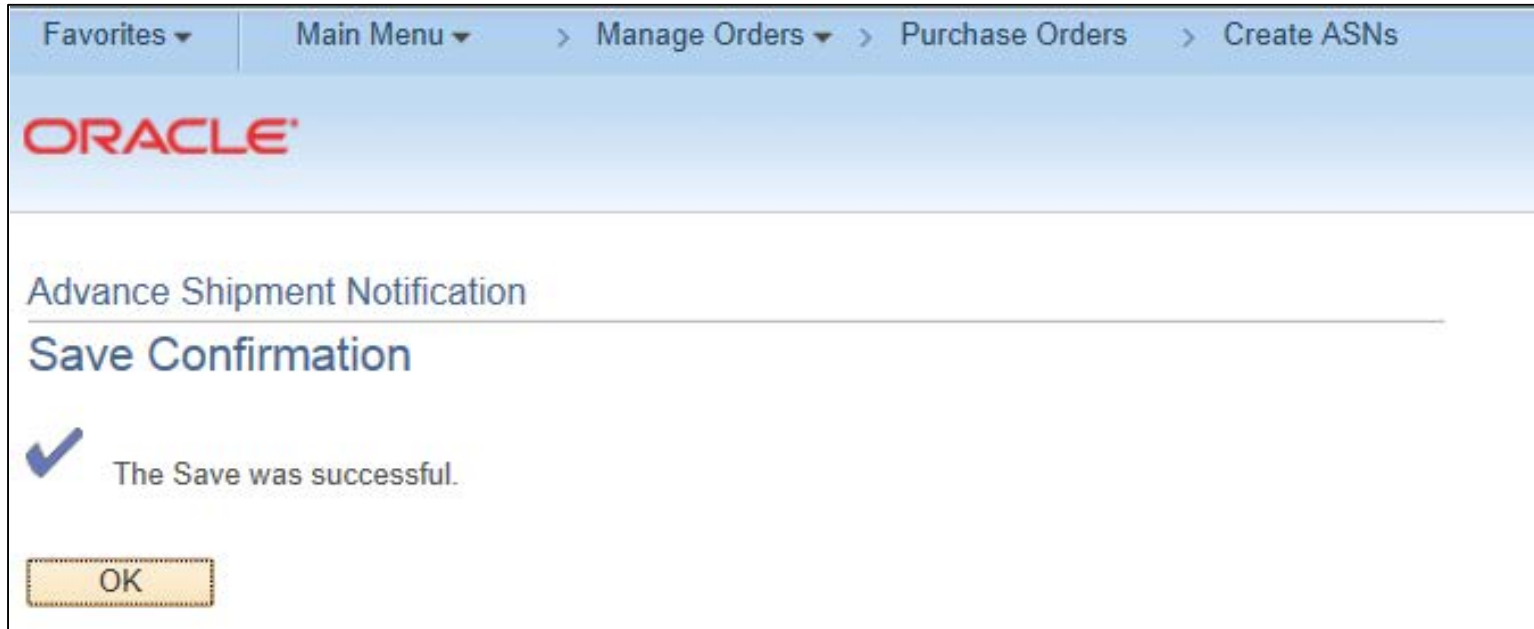 Favorites Main Menu > Manage Orders > Purchase Orders > Create ASNs
ORACLE
Advance Shipment Notification
Save Confirmation
The Save was successful.
OK